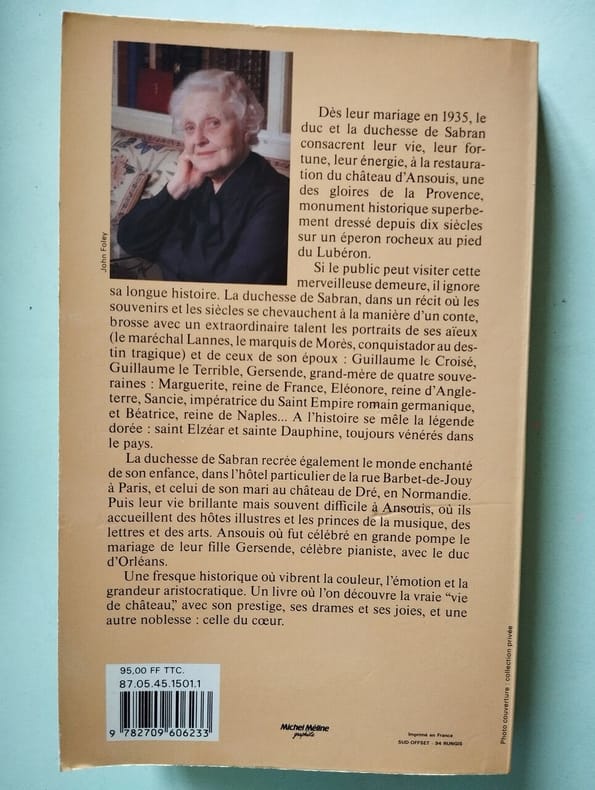 John Foley
Dès leur mariage en 1935, le
duc et la duchesse de Sabran
consacrent leur vie, leur for-
tune, leur énergie, à la restaura-
tion du château d'Ansouis, une
des gloires de la Provence,
monument historique superbe-
ment dressé depuis dix siècles
sur un éperon rocheux au pied
du Lubéron.
Si le public peut visiter cette
merveilleuse demeure, il ignore
sa longue histoire. La duchesse de Sabran, dans un récit où les
souvenirs et les siècles se chevauchent à la manière d'un conte,
brosse avec un extraordinaire talent les portraits de ses aïeux
(le maréchal Lannes, le marquis de Morès, conquistador au des-
tin tragique) et de ceux de son époux : Guillaume le Croisé,
Guillaume le Terrible, Gersende, grand-mère de quatre souve-
raines : Marguerite, reine de France, Eléonore, reine d'Angle-
terre, Sancie, impératrice du Saint Empire romain germanique,
et Béatrice, reine de Naples... A l'histoire se mêle la légende
dorée : saint Elzéar et sainte Dauphine, toujours vénérés dans
le pays.
La duchesse de Sabran recrée également le monde enchanté
de son enfance, dans l'hôtel particulier de la rue Barbet-de-Jouy
à Paris, et celui de son mari au château de Dré, en Normandie.
Puis leur vie brillante mais souvent difficile à Ansouis, où ils
accueillent des hôtes illustres et les princes de la musique, des
lettres et des arts. Ansouis où fut célébré en grande pompe le
mariage de leur fille Gersende, célèbre pianiste, avec le duc
d'Orléans.
Une fresque historique où vibrent la couleur, l'émotion et la
grandeur aristocratique. Un livre où l'on découvre la vraie "vie
de château", avec son prestige, ses drames et ses joies, et une
autre noblesse : celle du cœur.
95,00 FF TTC.
87.05.45.1501.1
9 782709 606233
Michel Méline
graphiste
Imprimé en France
SUD OFFSET - 94 RUNGIS
Photo couverture : collection privée